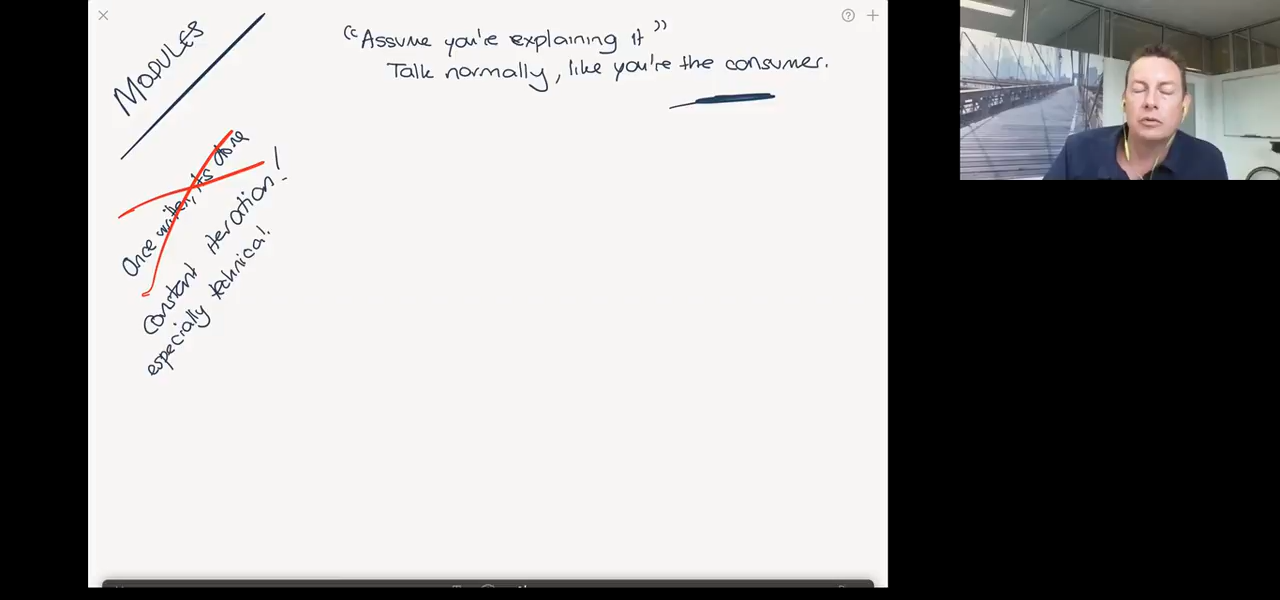 MODULES
"Assume you're explaining it"
Talk normally, like you're the consumer.
Once writen, its done
Constant iteration!
especially technical!